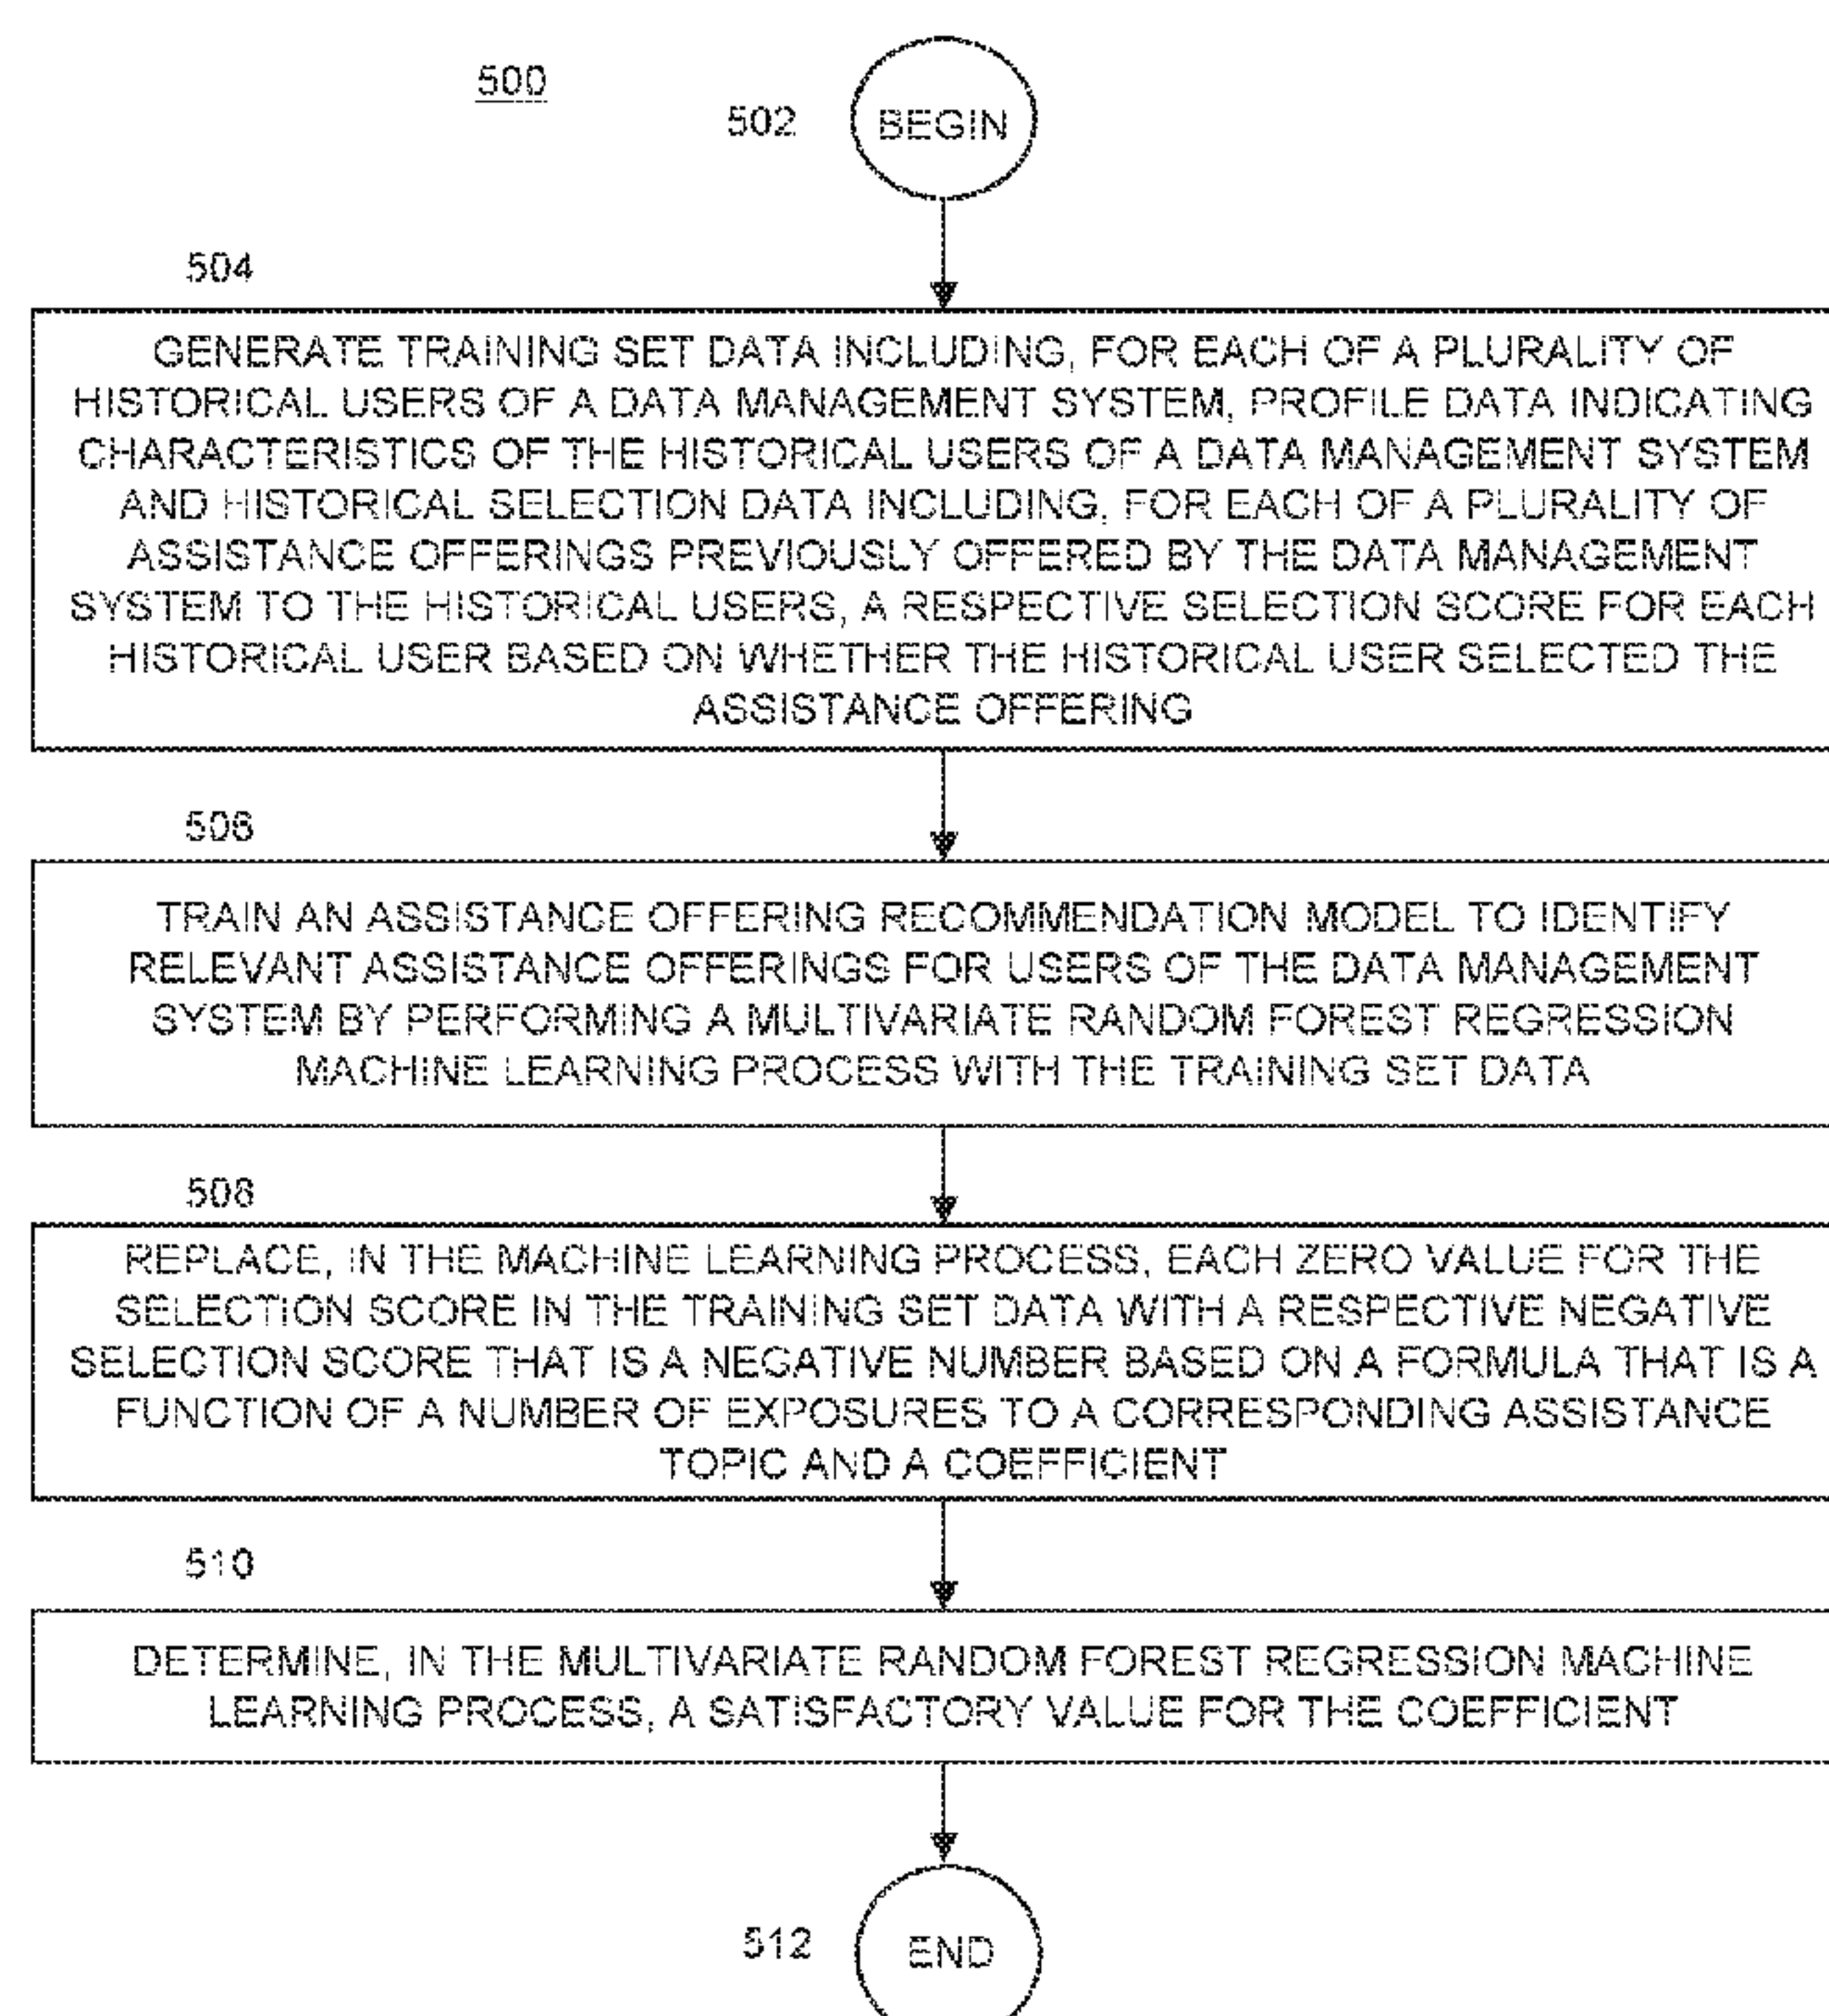 500
502
BEGIN
504
GENERATE TRAINING SET DATA INCLUDING, FOR EACH OF A PLURALITY OF
HISTORICAL USERS OF A DATA MANAGEMENT SYSTEM, PROFILE DATA INDICATING
CHARACTERISTICS OF THE HISTORICAL USERS OF A DATA MANAGEMENT SYSTEM
AND HISTORICAL SELECTION DATA INCLUDING, FOR EACH OF A PLURALITY OF
ASSISTANCE OFFERINGS PREVIOUSLY OFFERED BY THE DATA MANAGEMENT
SYSTEM TO THE HISTORICAL USERS, A RESPECTIVE SELECTION SCORE FOR EACH
HISTORICAL USER BASED ON WHETHER THE HISTORICAL USER SELECTED THE
ASSISTANCE OFFERING
506
TRAIN AN ASSISTANCE OFFERING RECOMMENDATION MODEL TO IDENTIFY
RELEVANT ASSISTANCE OFFERINGS FOR USERS OF THE DATA MANAGEMENT
SYSTEM BY PERFORMING A MULTIVARIATE RANDOM FOREST REGRESSION
MACHINE LEARNING PROCESS WITH THE TRAINING SET DATA
508
REPLACE, IN THE MACHINE LEARNING PROCESS, EACH ZERO VALUE FOR THE
SELECTION SCORE IN THE TRAINING SET DATA WITH A RESPECTIVE NEGATIVE
SELECTION SCORE THAT IS A NEGATIVE NUMBER BASED ON A FORMULA THAT IS A
FUNCTION OF A NUMBER OF EXPOSURES TO A CORRESPONDING ASSISTANCE
TOPIC AND A COEFFICIENT
510
DETERMINE, IN THE MULTIVARIATE RANDOM FOREST REGRESSION MACHINE
LEARNING PROCESS, A SATISFACTORY VALUE FOR THE COEFFICIENT
512
END